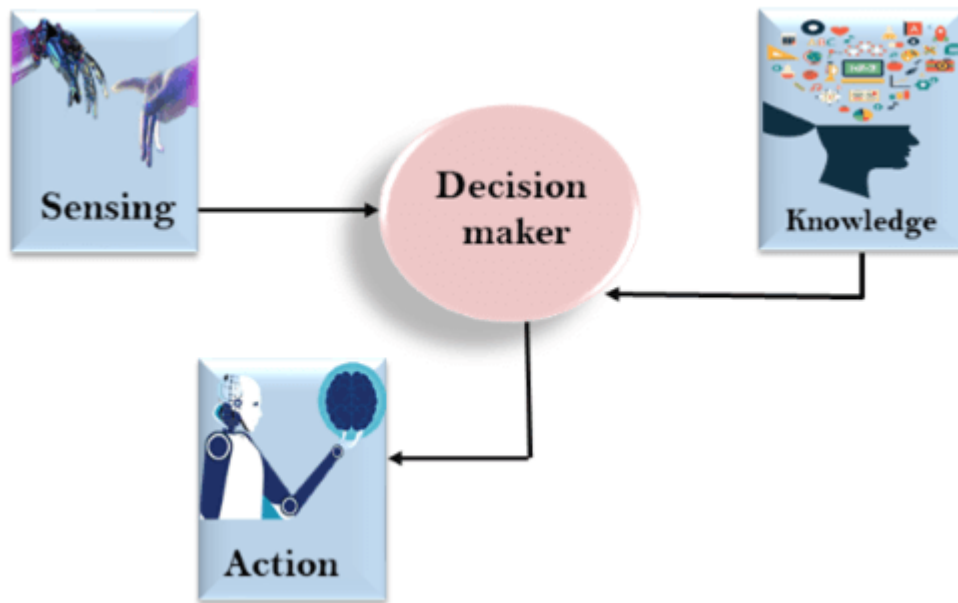 Sensing
Decision
maker
Knowledge
Action